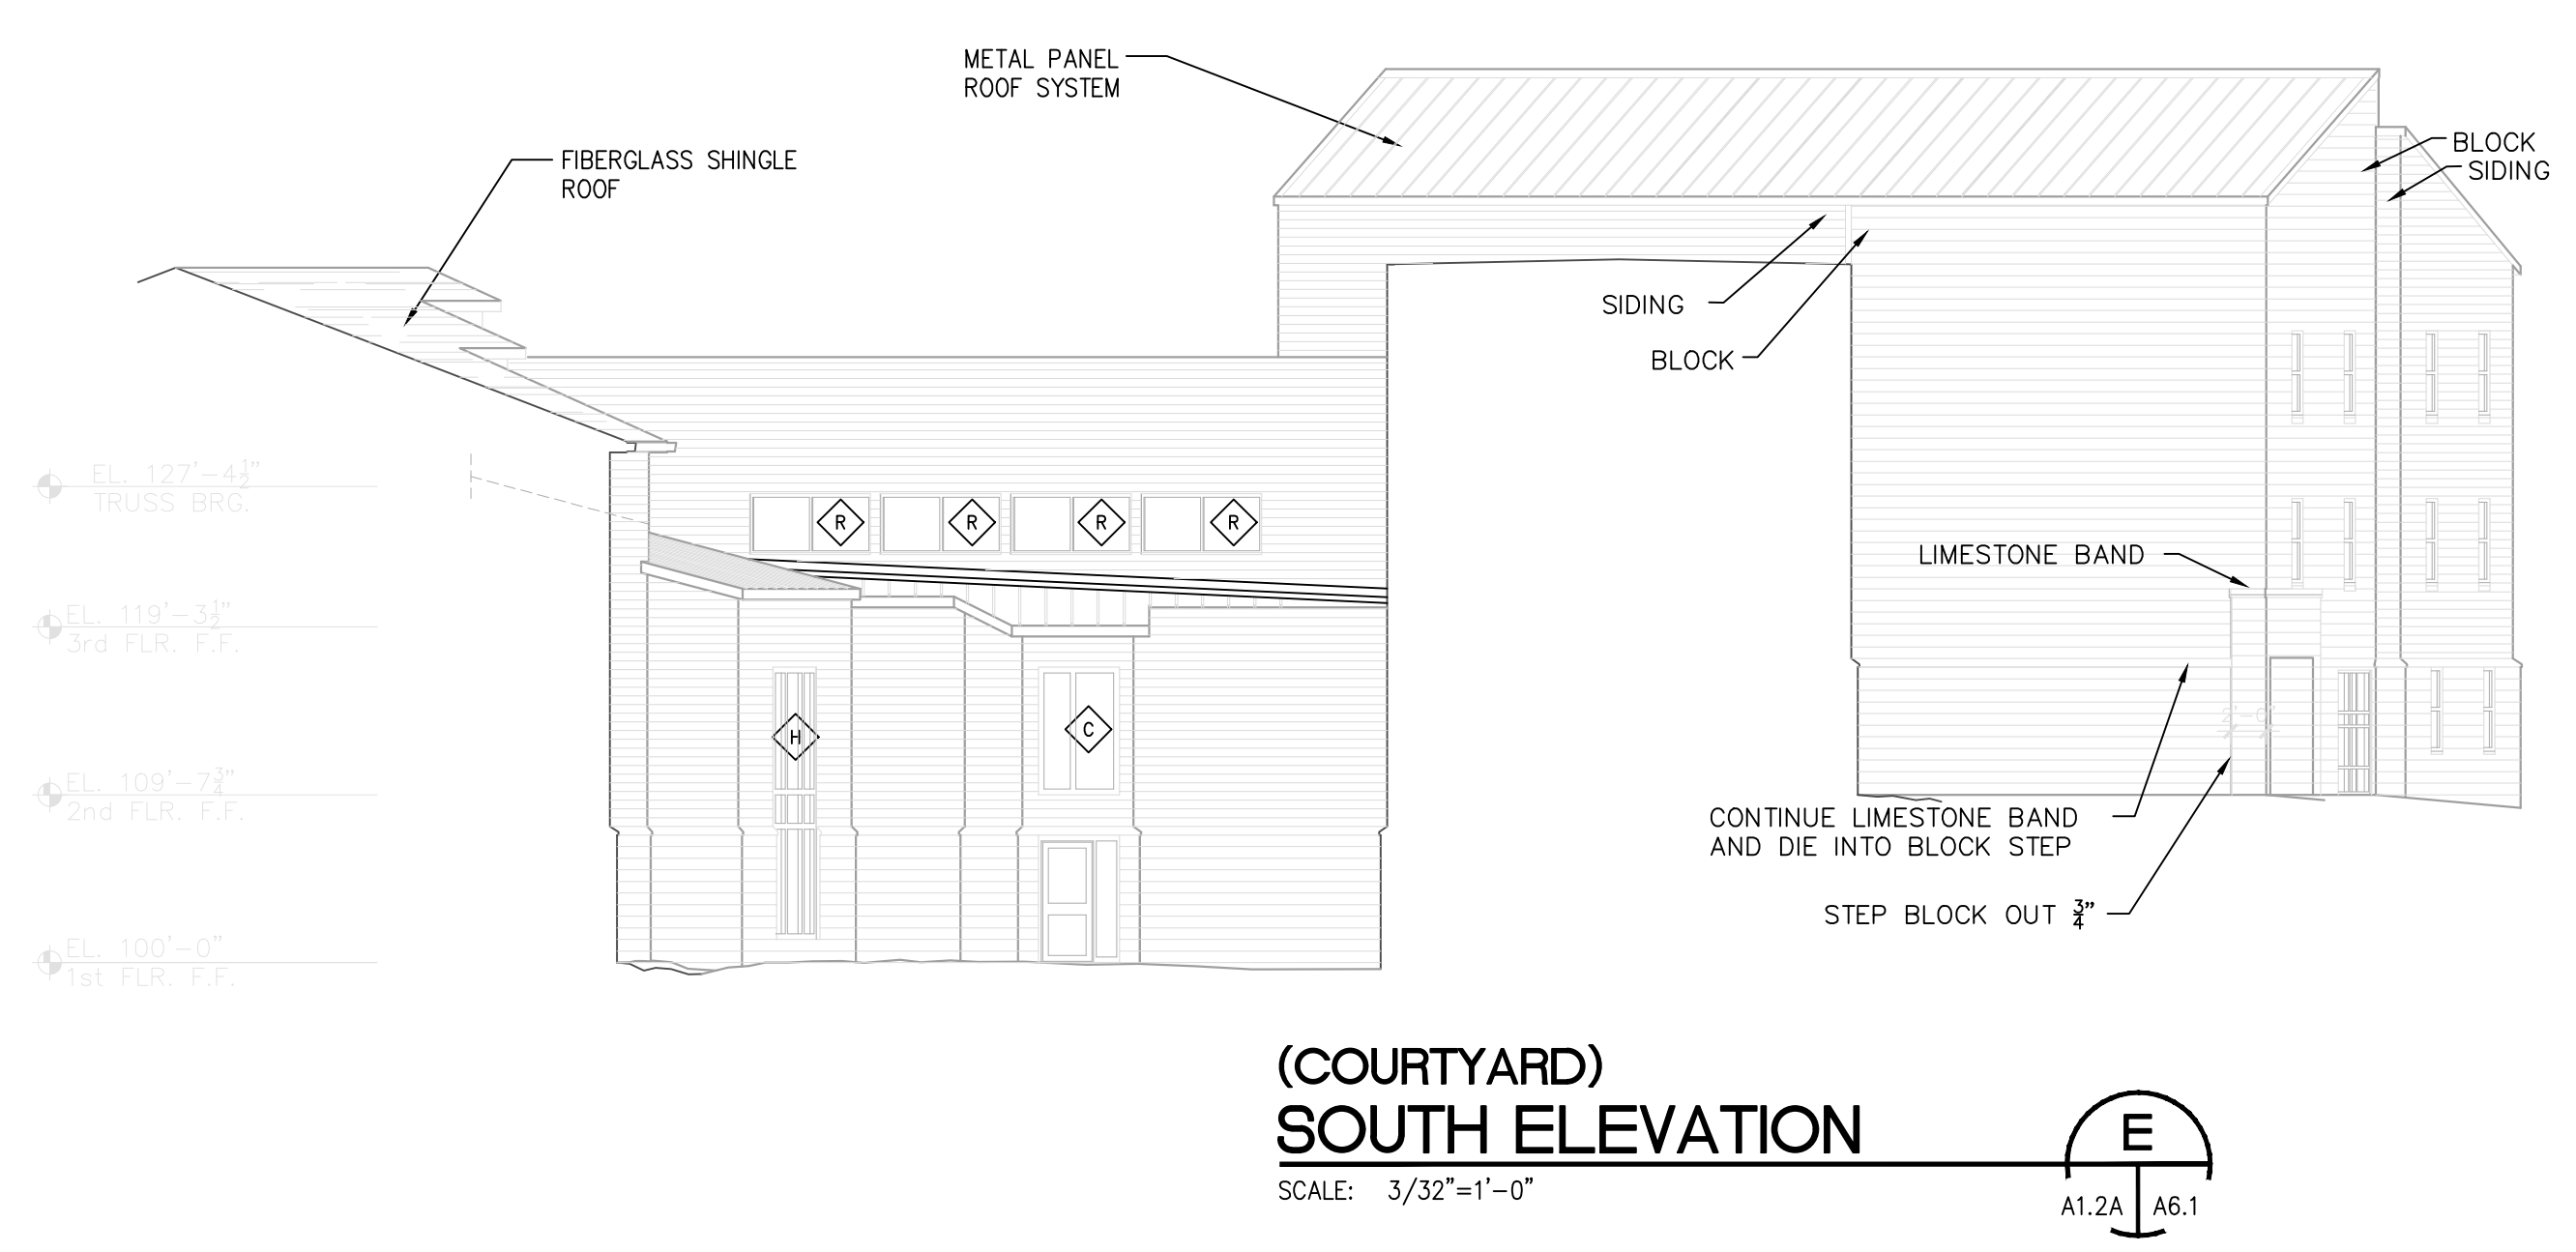 METAL PANEL
ROOF SYSTEM
FIBERGLASS SHINGLE
ROOF
BLOCK
SIDING
SIDING
BLOCK
EL. 127'-4½"
TRUSS BRG.
R
R
R
R
LIMESTONE BAND
EL. 119'-3½"
3rd FLR. F.F.
H
C
2'-0"
EL. 109'-7¾"
2nd FLR. F.F.
CONTINUE LIMESTONE BAND
AND DIE INTO BLOCK STEP
STEP BLOCK OUT ¾"
EL. 100'-0"
1st FLR. F.F.
(COURTYARD)
SOUTH ELEVATION
E
SCALE: 3/32"=1'-0"
A1.2A
A6.1